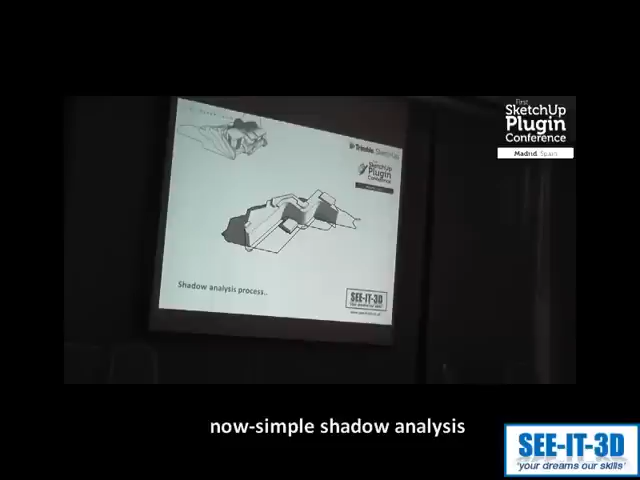 First
SketchUp
Plugin
Conference
Madrid Spain
Trimble SketchUp
SketchUp
Plugin
Conference
Shadow analysis process..
SEE-IT-3D
now-simple shadow analysis
SEE-IT-3D
'your dreams our skills'